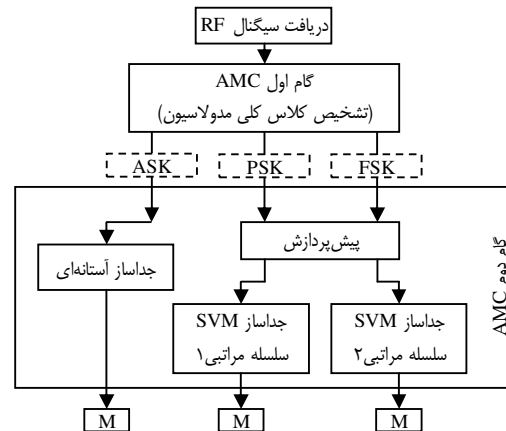 دریافت سیگنال RF
گام اول AMC
(تشخیص کلاس کلی مدولاسیون)
ASK
PSK
FSK
پیش‌پردازش
جداساز آستانه‌ای
جداساز SVM
سلسله مراتبی۱
جداساز SVM
سلسله مراتبی۲
گام دوم AMC
M
M
M